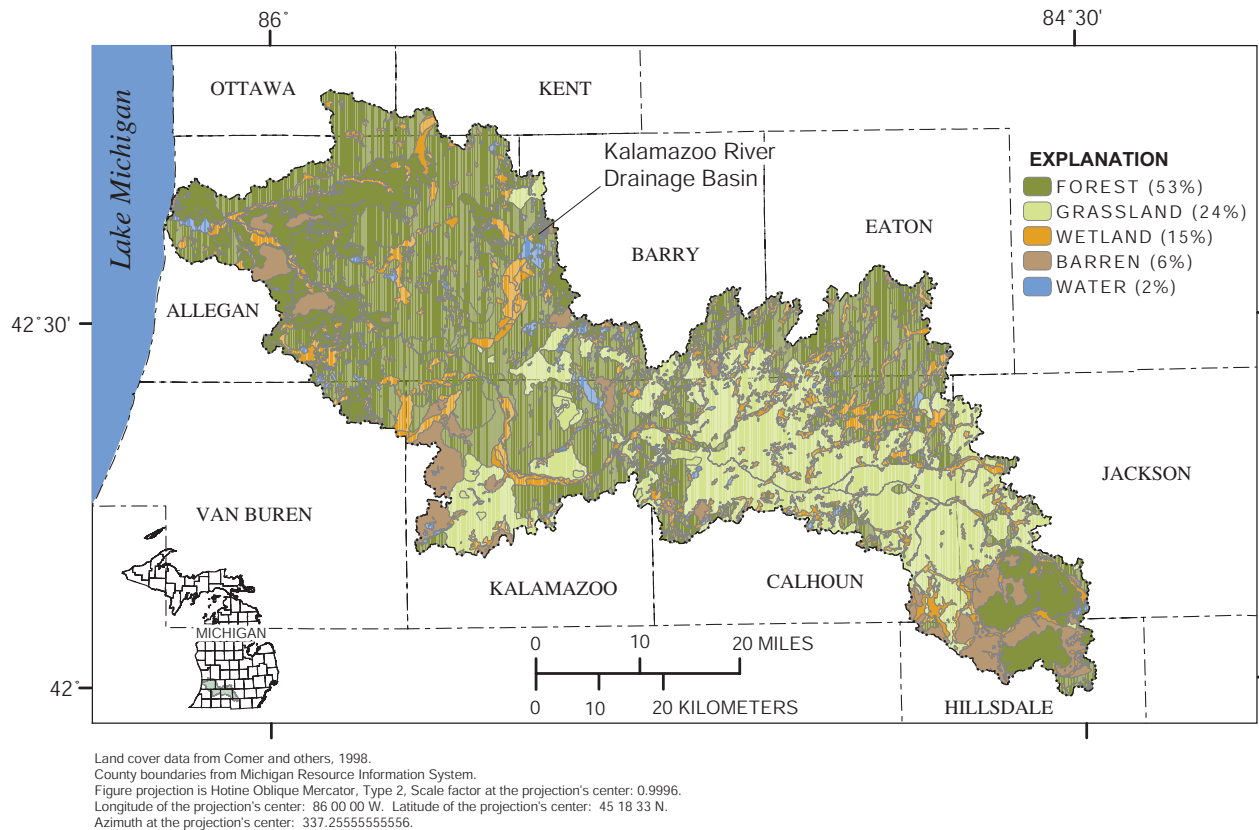 86°
84°30'
OTTAWA
KENT
Lake Michigan
Kalamazoo River
Drainage Basin
EXPLANATION
FOREST (53%)
GRASSLAND (24%)
WETLAND (15%)
BARREN (6%)
WATER (2%)
EATON
BARRY
ALLEGAN
42°30'
JACKSON
VAN BUREN
CALHOUN
KALAMAZOO
MICHIGAN
0 10 20 MILES
0 10 20 KILOMETERS
42°
HILLSDALE
Land cover data from Comer and others, 1998.
County boundaries from Michigan Resource Information System.
Figure projection is Hotine Oblique Mercator, Type 2, Scale factor at the projection's center: 0.9996.
Longitude of the projection's center: 86 00 00 W. Latitude of the projection's center: 45 18 33 N.
Azimuth at the projection's center: 337.25555555556.